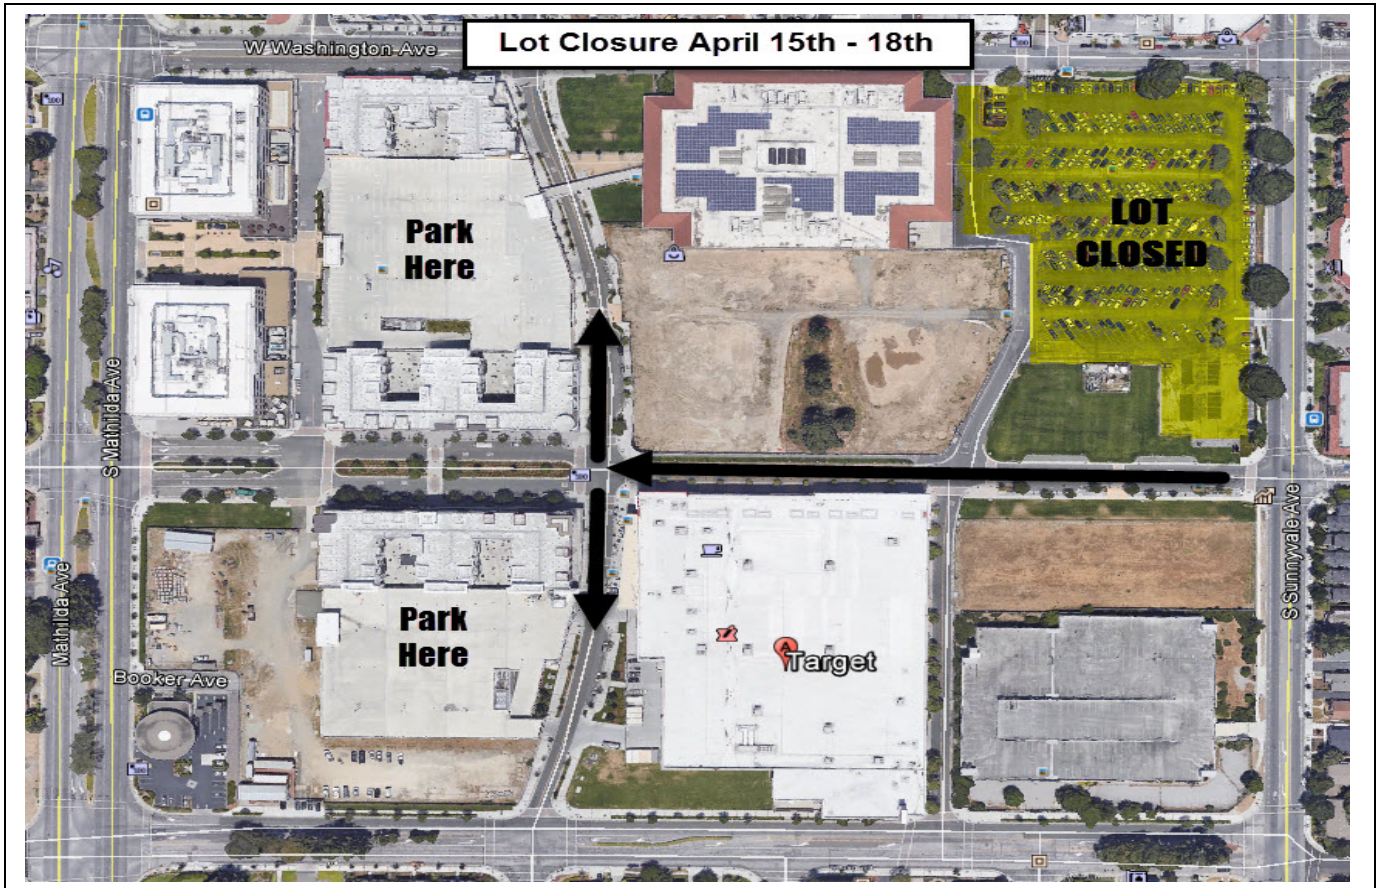 Lot Closure April 15th - 18th
W Washington Ave
LOT
CLOSED
Park
Here
S Mathilda Ave
S Sunnyvale Ave
Park
Here
Target
Mathilda Ave
Booker Ave